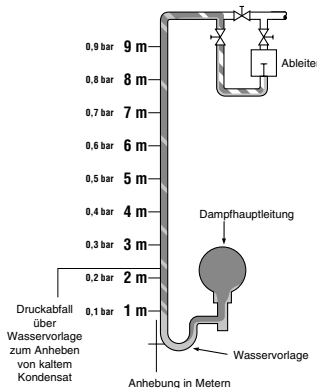 0,9 bar 9 m
0,8 bar 8 m
0,7 bar 7 m
0,6 bar 6 m
0,5 bar 5 m
0,4 bar 4 m
0,3 bar 3 m
0,2 bar 2 m
0,1 bar 1 m
Ableiter
Dampfhauptleitung
Druckabfall
über
Wasservorlage
zum Anheben
von kaltem
Kondensat
Wasservorlage
Anhebung in Metern